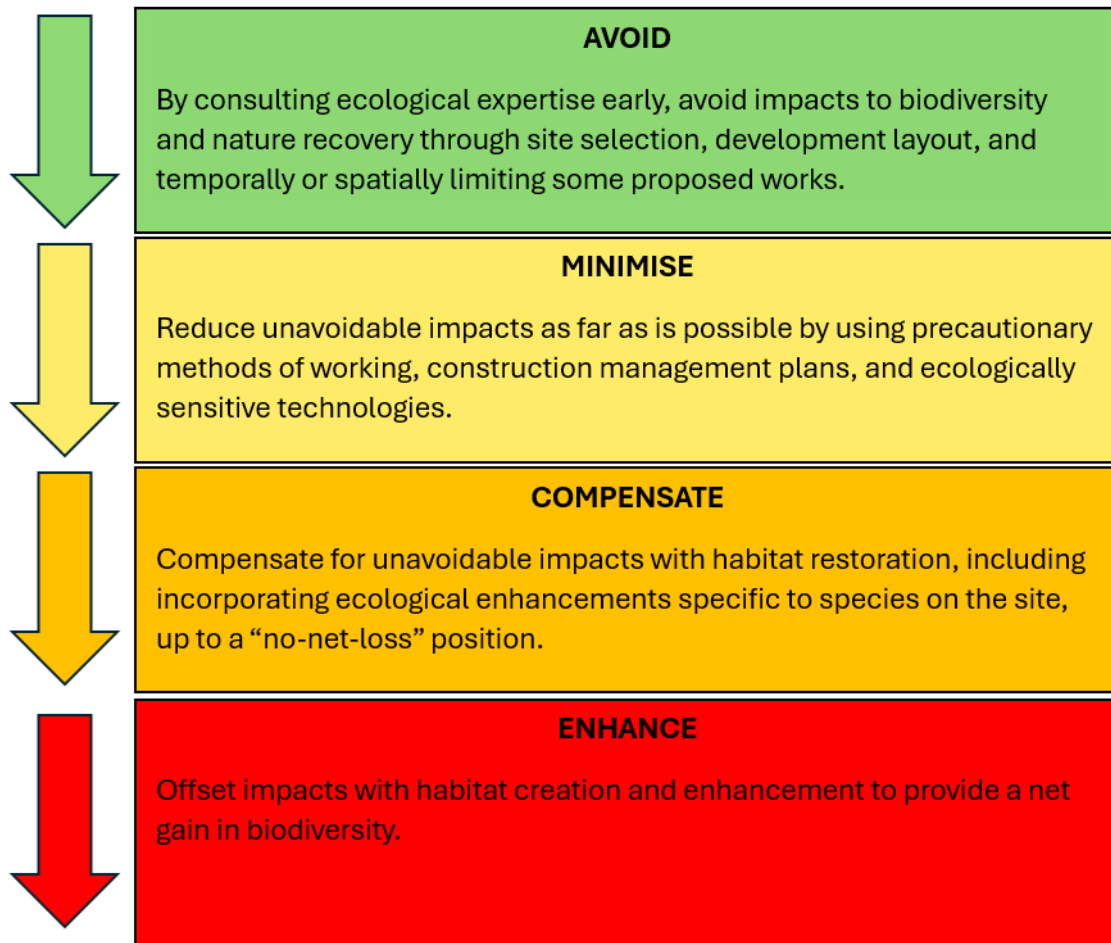 AVOID
By consulting ecological expertise early, avoid impacts to biodiversity
and nature recovery through site selection, development layout, and
temporally or spatially limiting some proposed works.
MINIMISE
Reduce unavoidable impacts as far as is possible by using precautionary
methods of working, construction management plans, and ecologically
sensitive technologies.
COMPENSATE
Compensate for unavoidable impacts with habitat restoration, including
incorporating ecological enhancements specific to species on the site,
up to a “no-net-loss” position.
ENHANCE
Offset impacts with habitat creation and enhancement to provide a net
gain in biodiversity.